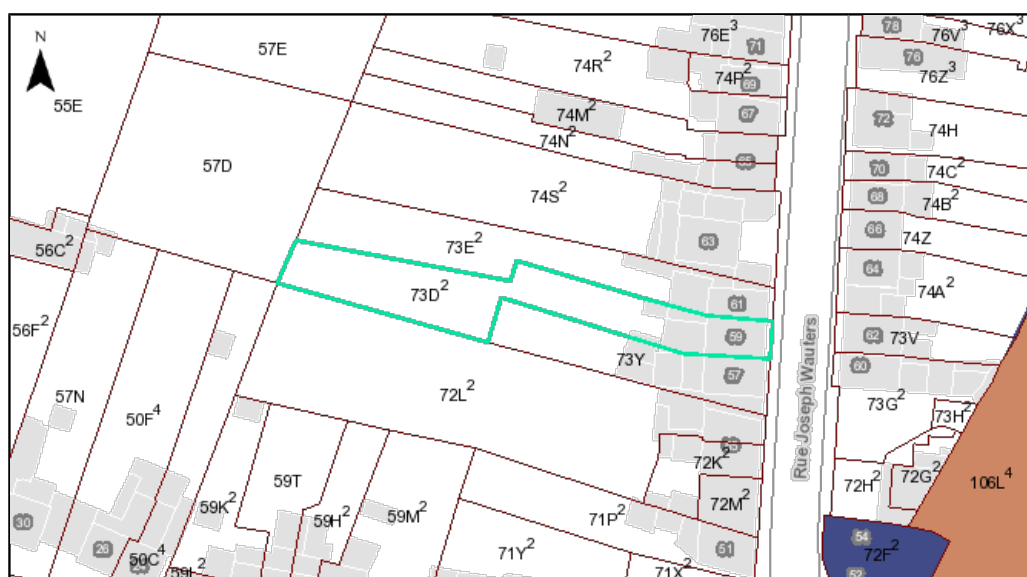 N
76E³
71
78
76V³
76X³
57E
74R²
74P²
69
76
76Z³
55E
74M²
67
72
74H
74N²
65
57D
70
74C²
74S²
68
74B²
56C²
73E²
63
66
74Z
64
73D²
61
74A²
56F²
59
62
73V
73Y
57
60
57N
72L²
Rue Joseph Wauters
73G²
50F⁴
73H²
72K²
59T
72G²
106L⁴
72H²
59K²
59H²
59M²
72M²
30
71P²
26
50C⁴
71Y²
51
54
72F²
71X²
52